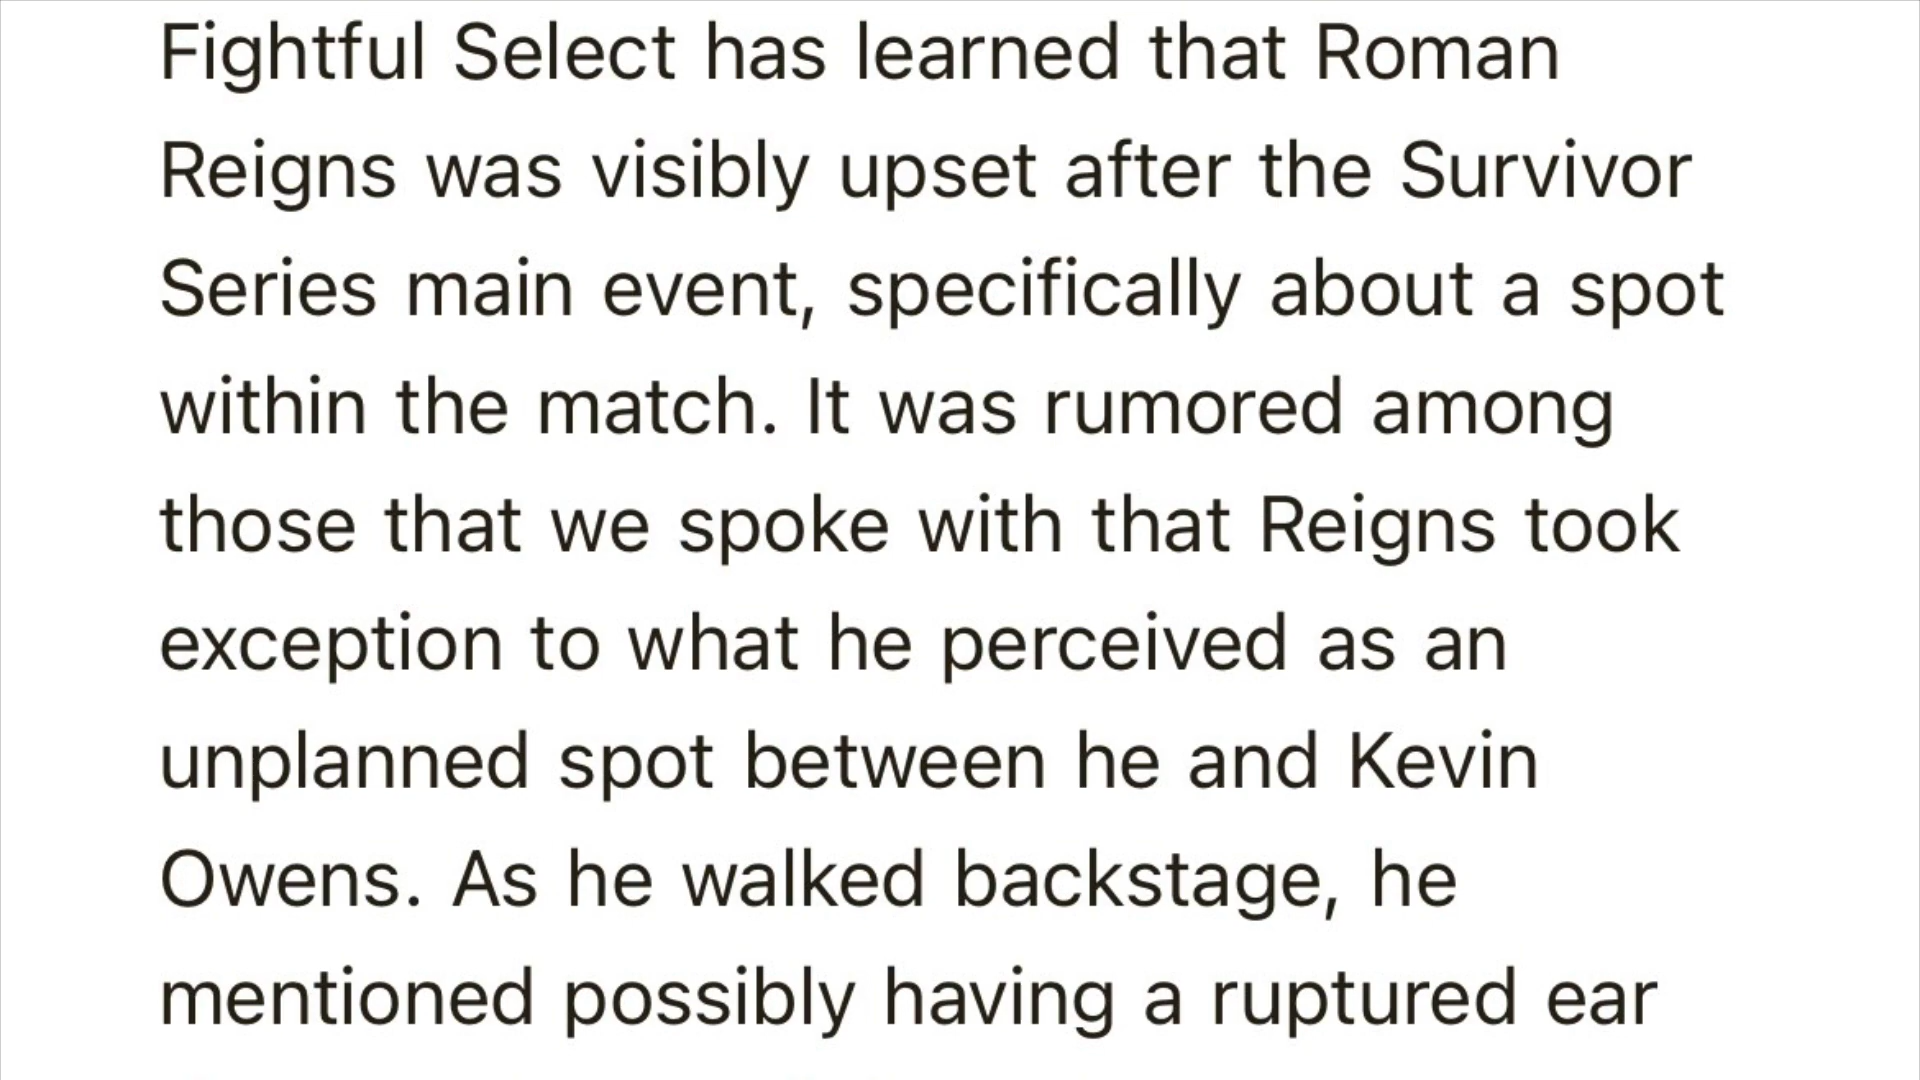 Fightful Select has learned that Roman
Reigns was visibly upset after the Survivor
Series main event, specifically about a spot
within the match. It was rumored among
those that we spoke with that Reigns took
exception to what he perceived as an
unplanned spot between he and Kevin
Owens. As he walked backstage, he
mentioned possibly having a ruptured ear